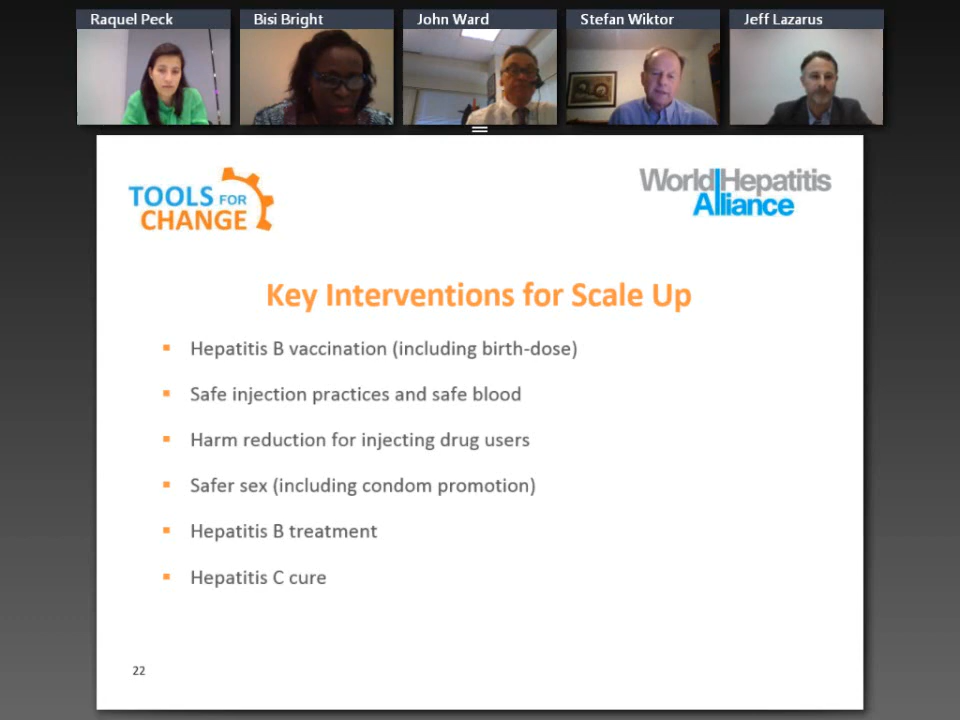 Raquel Peck
Bisi Bright
John Ward
Stefan Wiktor
Jeff Lazarus
TOOLS FOR
CHANGE
World Hepatitis
Alliance
Key Interventions for Scale Up
Hepatitis B vaccination (including birth-dose)
Safe injection practices and safe blood
Harm reduction for injecting drug users
Safer sex (including condom promotion)
Hepatitis B treatment
Hepatitis C cure
22